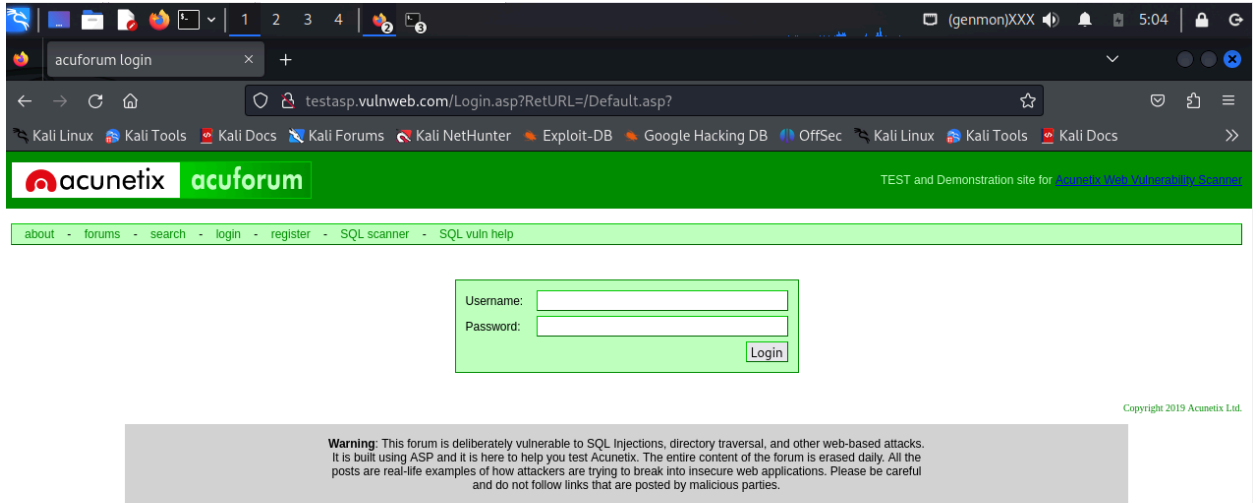 1 2 3 4 2 3 (genmon)XXX 5:04
acuforum login
testasp.vulnweb.com/Login.asp?RetURL=/Default.asp?
Kali Linux Kali Tools Kali Docs Kali Forums Kali NetHunter Exploit-DB Google Hacking DB OffSec Kali Linux Kali Tools Kali Docs
acunetix acuforum TEST and Demonstration site for Acunetix Web Vulnerability Scanner
about - forums - search - login - register - SQL scanner - SQL vuln help
Username:
Password:
Login
Copyright 2019 Acunetix Ltd.
Warning: This forum is deliberately vulnerable to SQL Injections, directory traversal, and other web-based attacks.
It is built using ASP and it is here to help you test Acunetix. The entire content of the forum is erased daily. All the
posts are real-life examples of how attackers are trying to break into insecure web applications. Please be careful
and do not follow links that are posted by malicious parties.